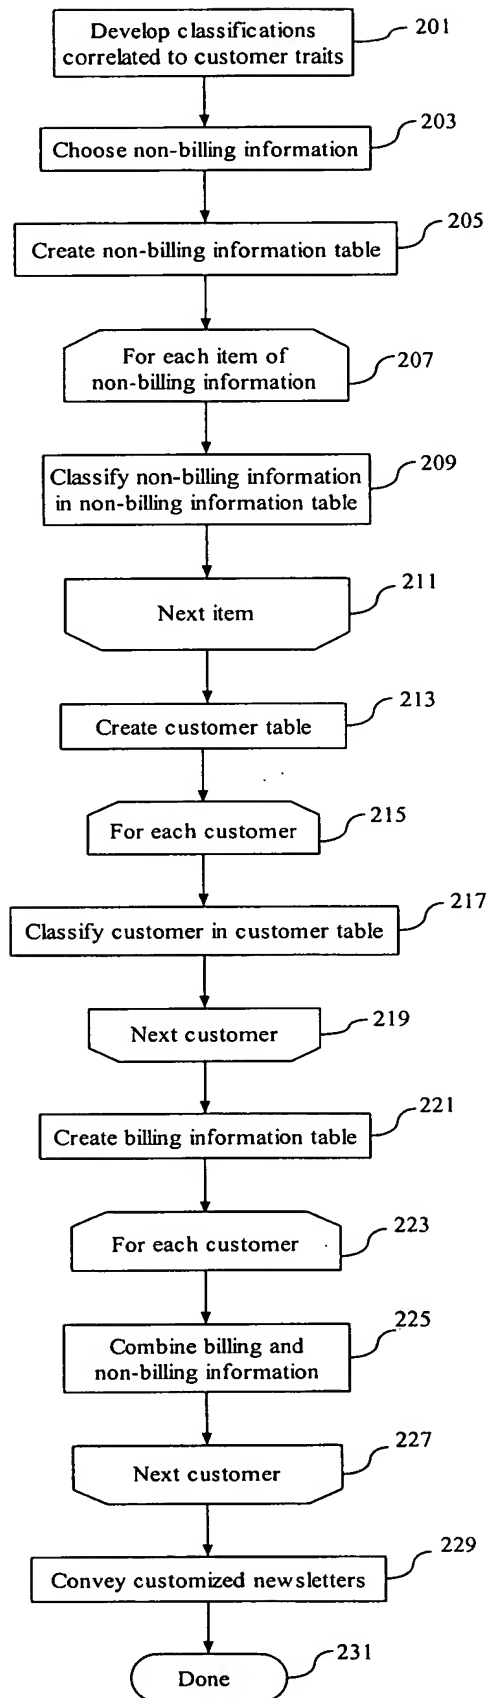 Develop classifications
correlated to customer traits
201
Choose non-billing information
203
Create non-billing information table
205
For each item of
non-billing information
207
Classify non-billing information
in non-billing information table
209
Next item
211
Create customer table
213
For each customer
215
Classify customer in customer table
217
Next customer
219
Create billing information table
221
For each customer
223
Combine billing and
non-billing information
225
Next customer
227
Convey customized newsletters
229
Done
231